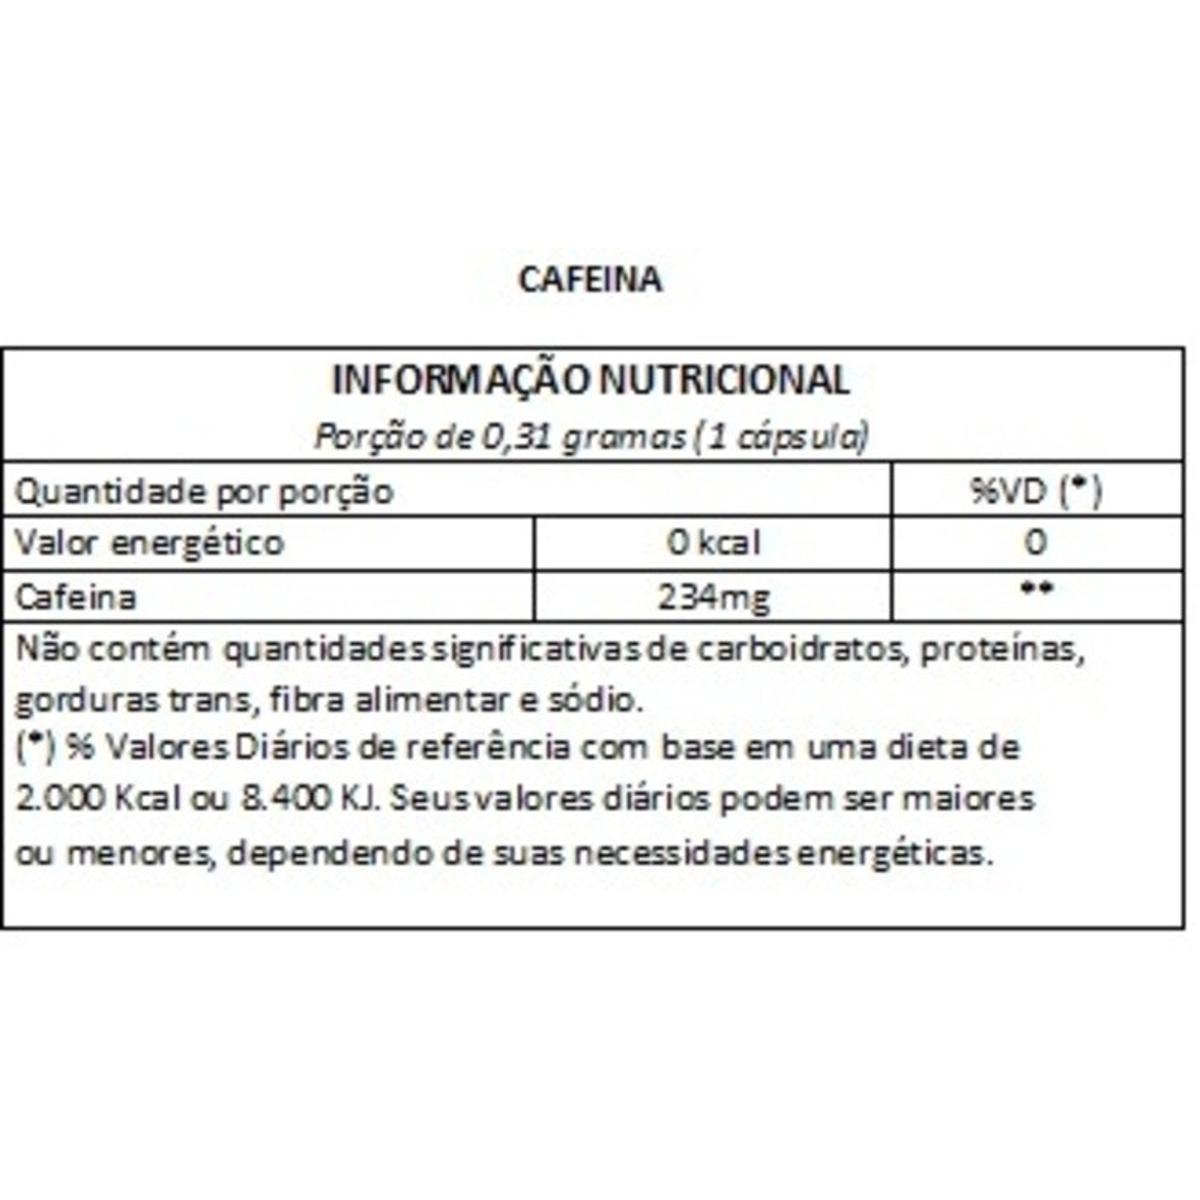 CAFEINA
INFORMAÇÃO NUTRICIONAL
Porção de 0,31 gramas (1 cápsula)
Quantidade por porção %VD (*)
Valor energético 0 kcal 0
Cafeina 234mg **
Não contém quantidades significativas de carboidratos, proteínas,
gorduras trans, fibra alimentar e sódio.
(*) % Valores Diários de referência com base em uma dieta de
2.000 Kcal ou 8.400 KJ. Seus valores diários podem ser maiores
ou menores, dependendo de suas necessidades energéticas.